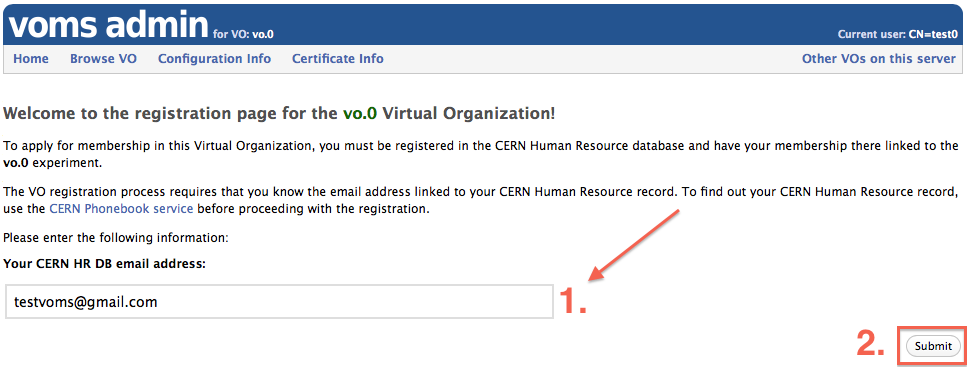 voms admin for VO: vo.0 Current user: CN=test0
Home Browse VO Configuration Info Certificate Info Other VOs on this server
Welcome to the registration page for the vo.0 Virtual Organization!
To apply for membership in this Virtual Organization, you must be registered in the CERN Human Resource database and have your membership there linked to the
vo.0 experiment.
The VO registration process requires that you know the email address linked to your CERN Human Resource record. To find out your CERN Human Resource record,
use the CERN Phonebook service before proceeding with the registration.
Please enter the following information:
Your CERN HR DB email address:
testvoms@gmail.com 1.
2. Submit